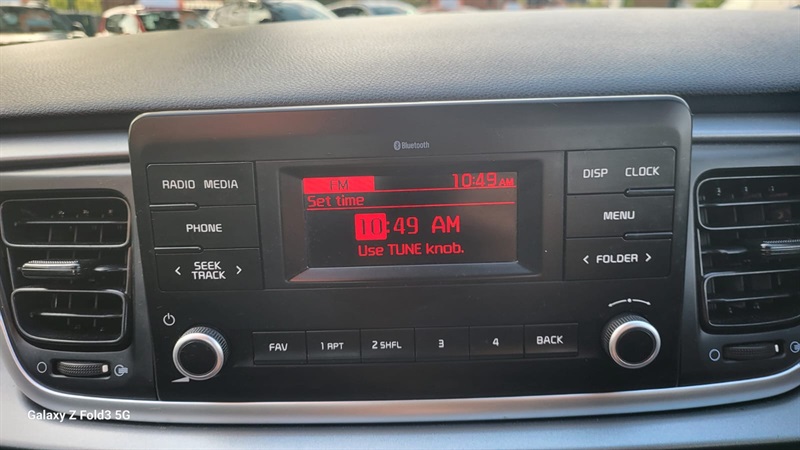 Bluetooth
RADIO MEDIA
PHONE
< SEEK TRACK >
FM 10:49 AM
Set time
10:49 AM
Use TUNE knob.
DISP CLOCK
MENU
< FOLDER >
FAV 1 RPT 2 SHFL 3 4 BACK
Galaxy Z Fold3 5G